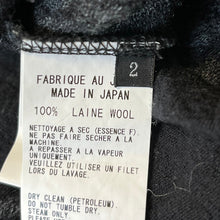 2
FABRIQUE AU J
MADE IN JAPAN
100% LAINE WOOL
NETTOYAGE A SEC (ESSENCE F).
NE PAS FAIRE SECHER A LA
MACHINE
A REPASSER A LA VAPEUR
UNIQUEMENT.
VEUILLEZ UTILISER UN FILET
LORS DU LAVAGE.
DRY CLEAN (PETROLEUM).
DO NOT TUMBLE DRY.
STEAM ONLY